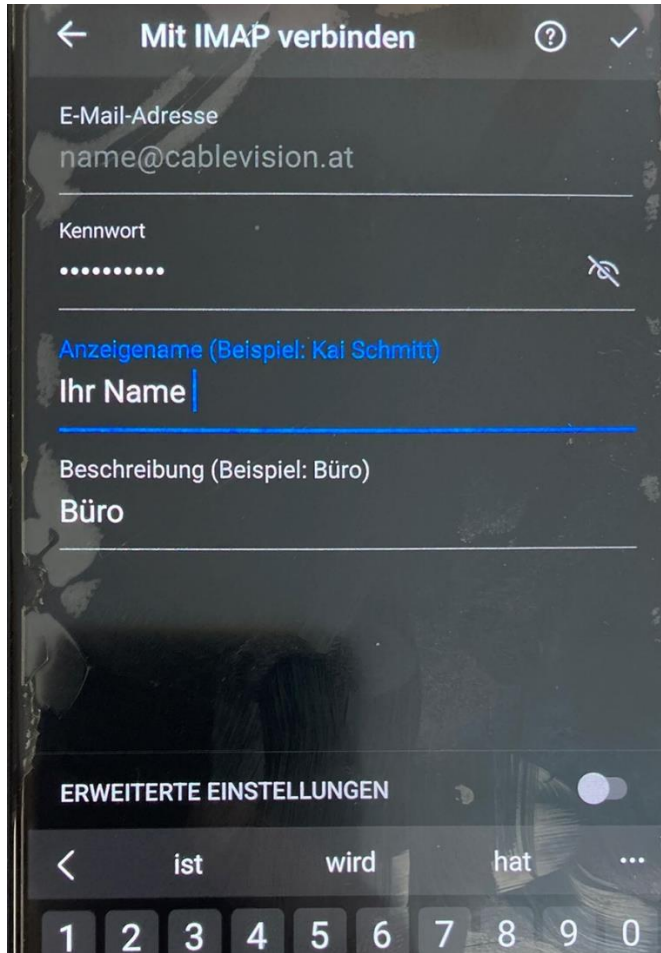 Mit IMAP verbinden
E-Mail-Adresse
name@cablevision.at
Kennwort
••••••••••
Anzeigename (Beispiel: Kai Schmitt)
Ihr Name
Beschreibung (Beispiel: Büro)
Büro
ERWEITERTE EINSTELLUNGEN
ist wird hat ...
1 2 3 4 5 6 7 8 9 0